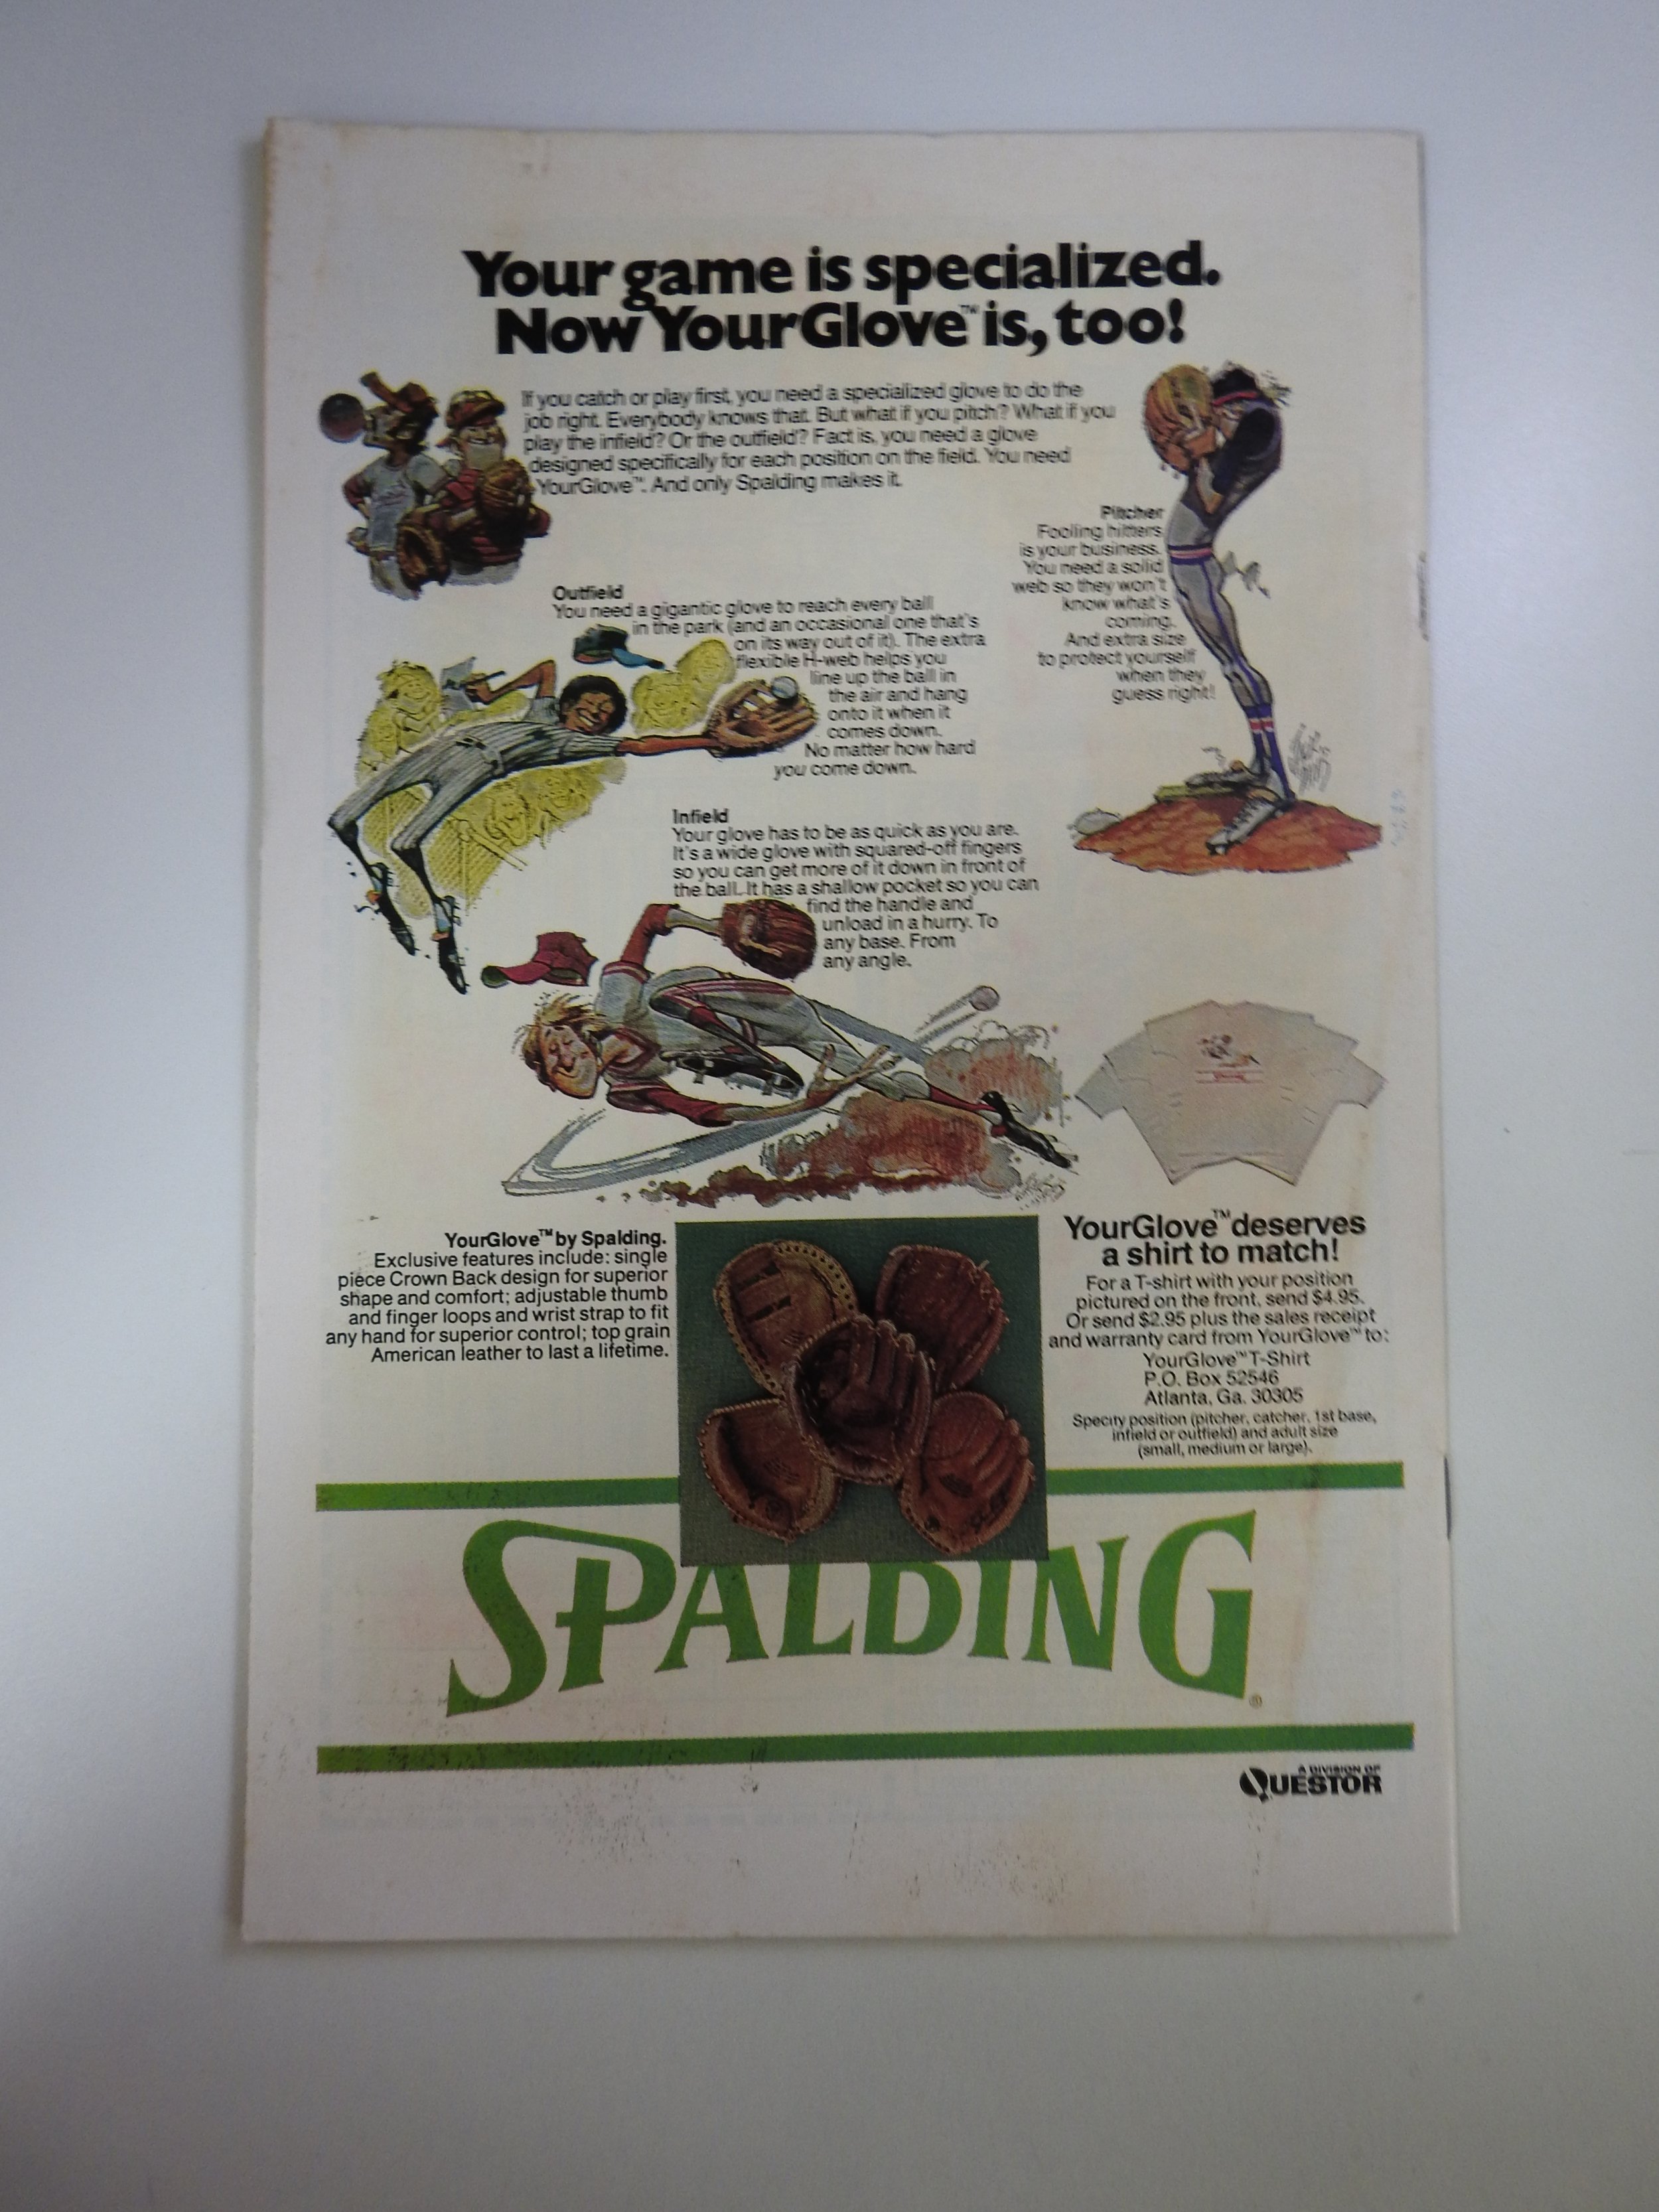 Your game is specialized.
Now YourGlove™ is, too!
If you catch or play first, you need a specialized glove to do the
job right. Everybody knows that. But what if you pitch? What if you
play the infield? Or the outfield? Fact is, you need a glove
designed specifically for each position on the field. You need
YourGlove™. And only Spalding makes it.
Pitcher
Fooling hitters
is your business.
You need a solid
web so they won't
know what's
coming.
And extra size
to protect yourself
when they
guess right!
Outfield
You need a gigantic glove to reach every ball
in the park (and an occasional one that's
on its way out of it). The extra
flexible H-web helps you
line up the ball in
the air and hang
onto it when it
comes down.
No matter how hard
you come down.
Infield
Your glove has to be as quick as you are.
It's a wide glove with squared-off fingers
so you can get more of it down in front of
the ball. It has a shallow pocket so you can
find the handle and
unload in a hurry. To
any base. From
any angle.
YourGlove™ by Spalding.
Exclusive features include: single
piece Crown Back design for superior
shape and comfort; adjustable thumb
and finger loops and wrist strap to fit
any hand for superior control; top grain
American leather to last a lifetime.
YourGlove™ deserves
a shirt to match!
For a T-shirt with your position
pictured on the front, send $4.95.
Or send $2.95 plus the sales receipt
and warranty card from YourGlove™ to:
YourGlove™ T-Shirt
P.O. Box 52546
Atlanta, Ga. 30305
Specify position (pitcher, catcher, 1st base,
infield or outfield) and adult size
(small, medium or large).
SPALDING®
A DIVISION OF
QUESTOR